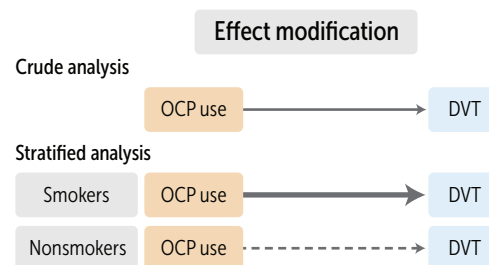 Effect modification
Crude analysis
OCP use DVT
Stratified analysis
Smokers OCP use DVT
Nonsmokers OCP use DVT